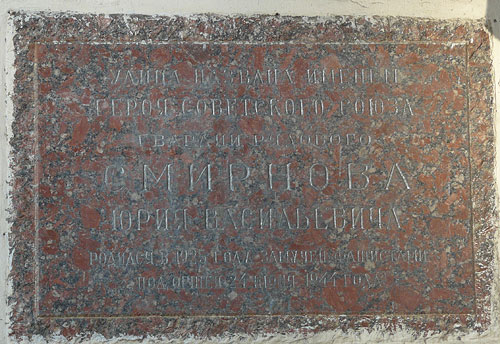 УЛИЦА НАЗВАНА ИМЕНЕМ
ГЕРОЯ СОВЕТСКОГО СОЮЗА
ГВАРДИИ РЯДОВОГО
СМИРНОВА
ЮРИЯ ВАСИЛЬЕВИЧА
РОДИЛСЯ В 1925 ГОДУ ЗАМУЧЕН ФАШИСТАМИ
ПОД ОРШЕЙ 24 ИЮНЯ 1944 ГОДА